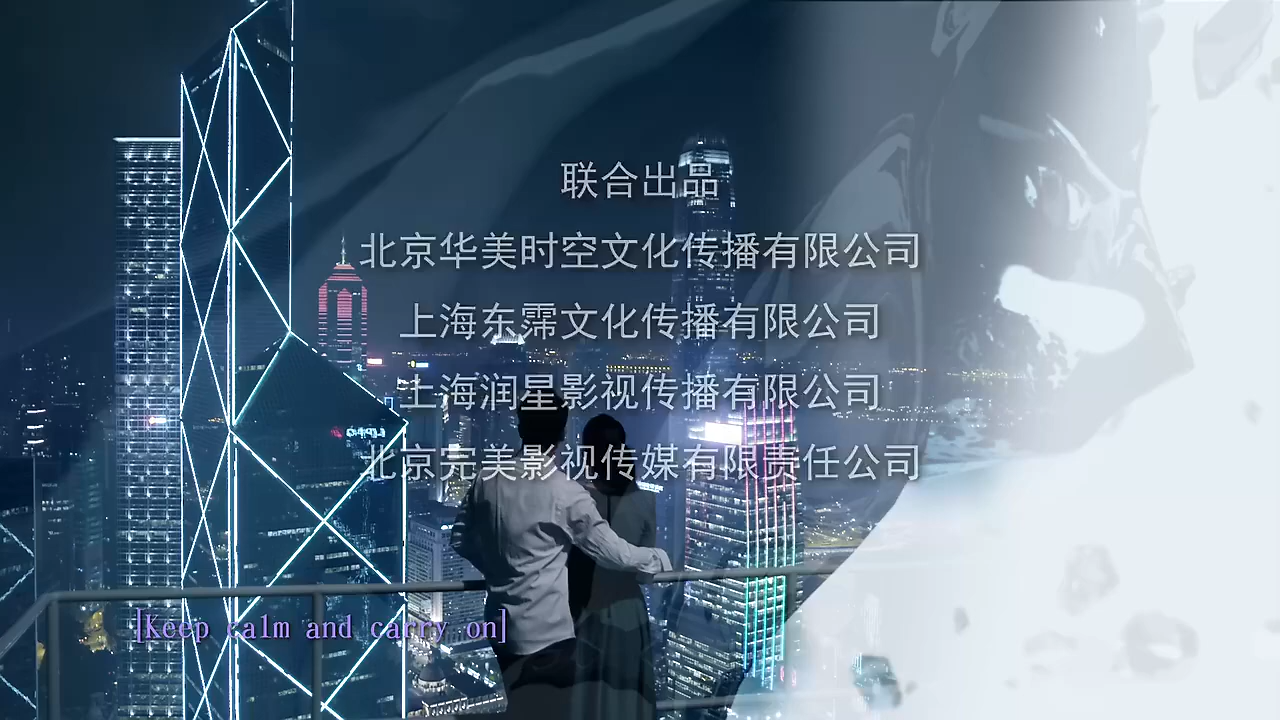 联合出品
北京华美时空文化传播有限公司
上海东霈文化传播有限公司
上海润星影视传播有限公司
北京完美影视传媒有限责任公司
[Keep calm and carry on]